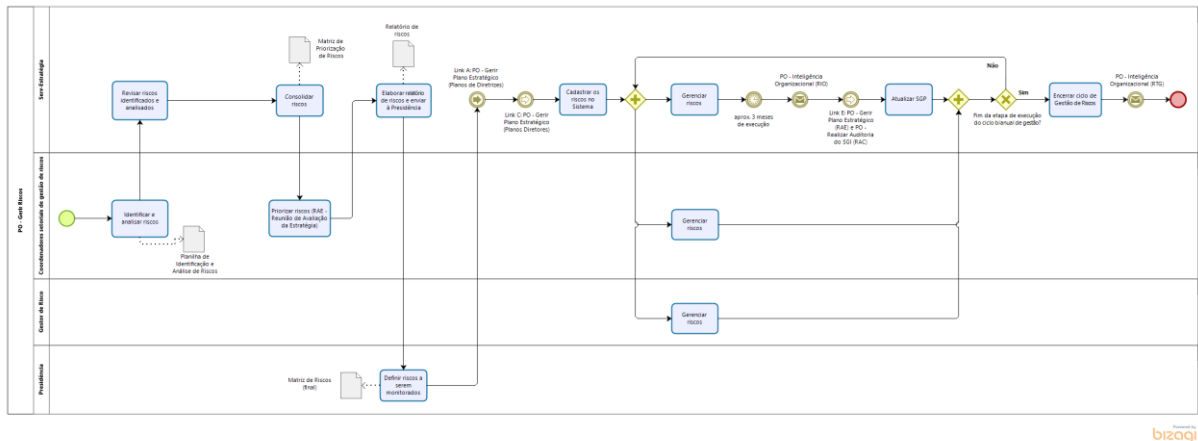 PO - Gerir Riscos
Serv.Estratégia
Revisar riscos
identificados e
analisados
Consolidar
riscos
Matriz de
Priorização
de Riscos
Relatório de
riscos
Elaborar relatório
de riscos e enviar
à Presidência
Link A: PO - Gerir
Plano Estratégico
(Planos de Diretrizes)
Link C: PO - Gerir
Plano Estratégico
(Planos Diretores)
Cadastrar os
riscos no
Sistema
Gerenciar
riscos
aprox. 3 meses
de execução
PO - Inteligência
Organizacional (RIO)
Link E: PO - Gerir
Plano Estratégico
(RAE) e PO -
Realizar Auditoria
do SGI (RAC)
Atualizar SGP
Não
Sim
Fim da etapa de execução
do ciclo bianual de gestão?
Encerrar ciclo de
Gestão de Riscos
PO - Inteligência
Organizacional (RTG)
Coordenadores setoriais de gestão de riscos
Identificar e
analisar riscos
Planilha de
Identificação e
Análise de Riscos
Priorizar riscos (RAE -
Reunião de Avaliação
da Estratégia)
Gerenciar
riscos
Gestor de Risco
Gerenciar
riscos
Presidência
Matriz de Riscos
(final)
Definir riscos a
serem
monitorados
Powered by
bizagi